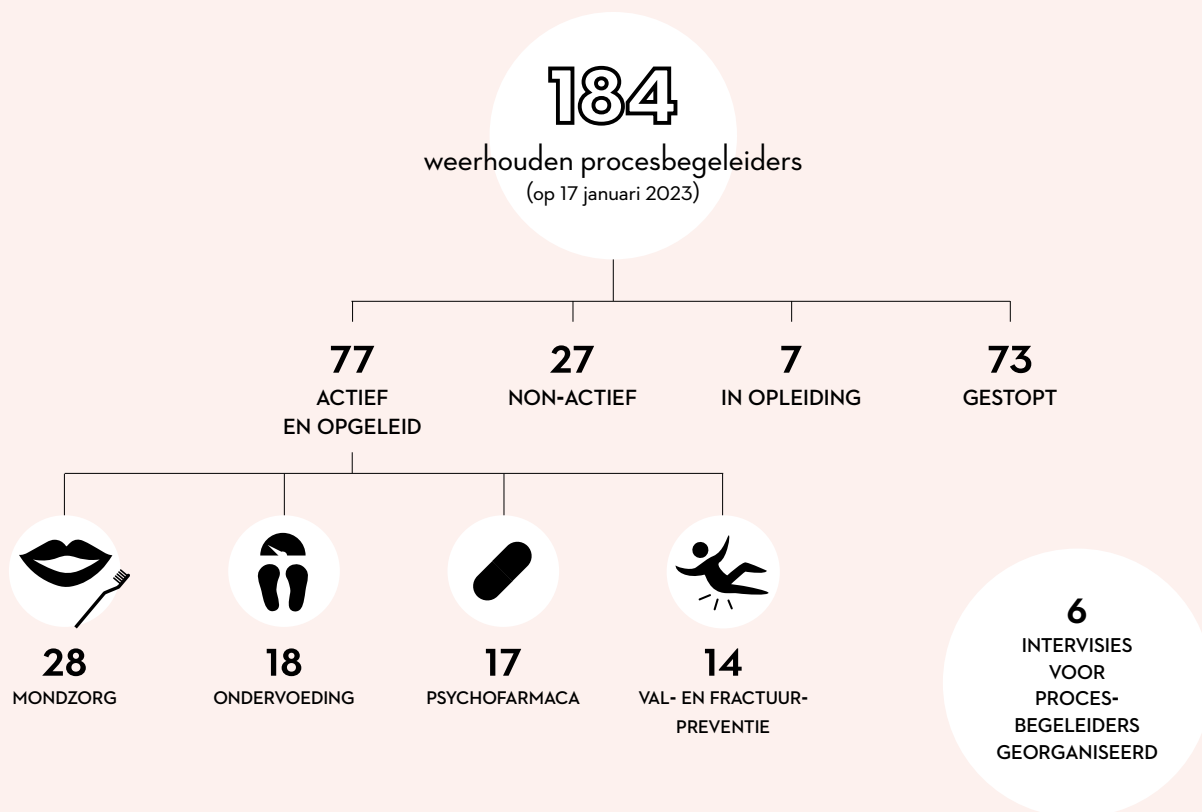 184
weerhouden procesbegeleiders
(op 17 januari 2023)
77
ACTIEF
EN OPGELEID
27
NON-ACTIEF
7
IN OPLEIDING
73
GESTOPT
28
MONDZORG
18
ONDERVOEDING
17
PSYCHOFARMACA
14
VAL- EN FRACTUUR-
PREVENTIE
6
INTERVISIES
VOOR
PROCES-
BEGELEIDERS
GEORGANISEERD